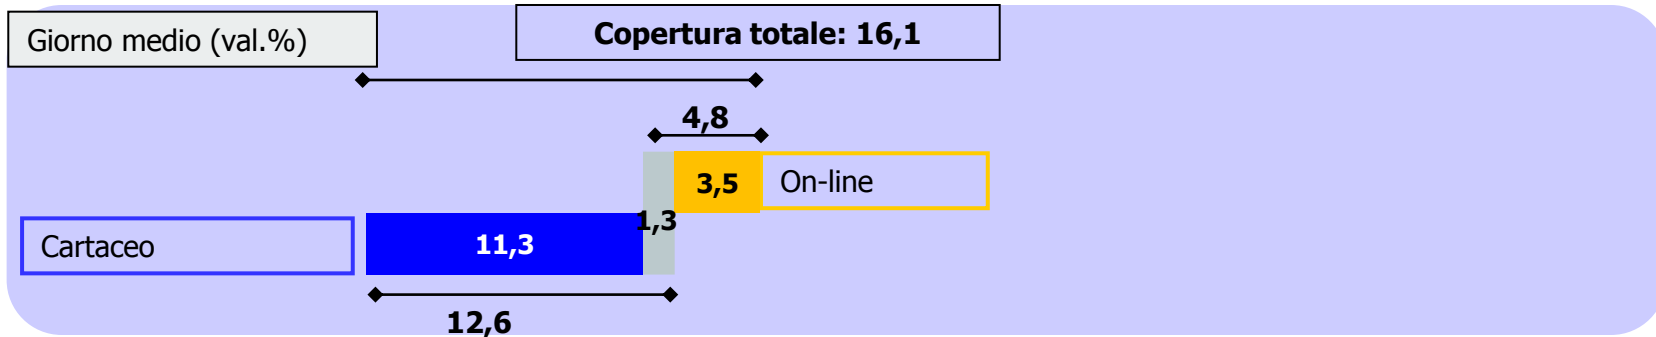 Giorno medio (val.%)
Copertura totale: 16,1
4,8
3,5
On-line
1,3
Cartaceo
11,3
12,6